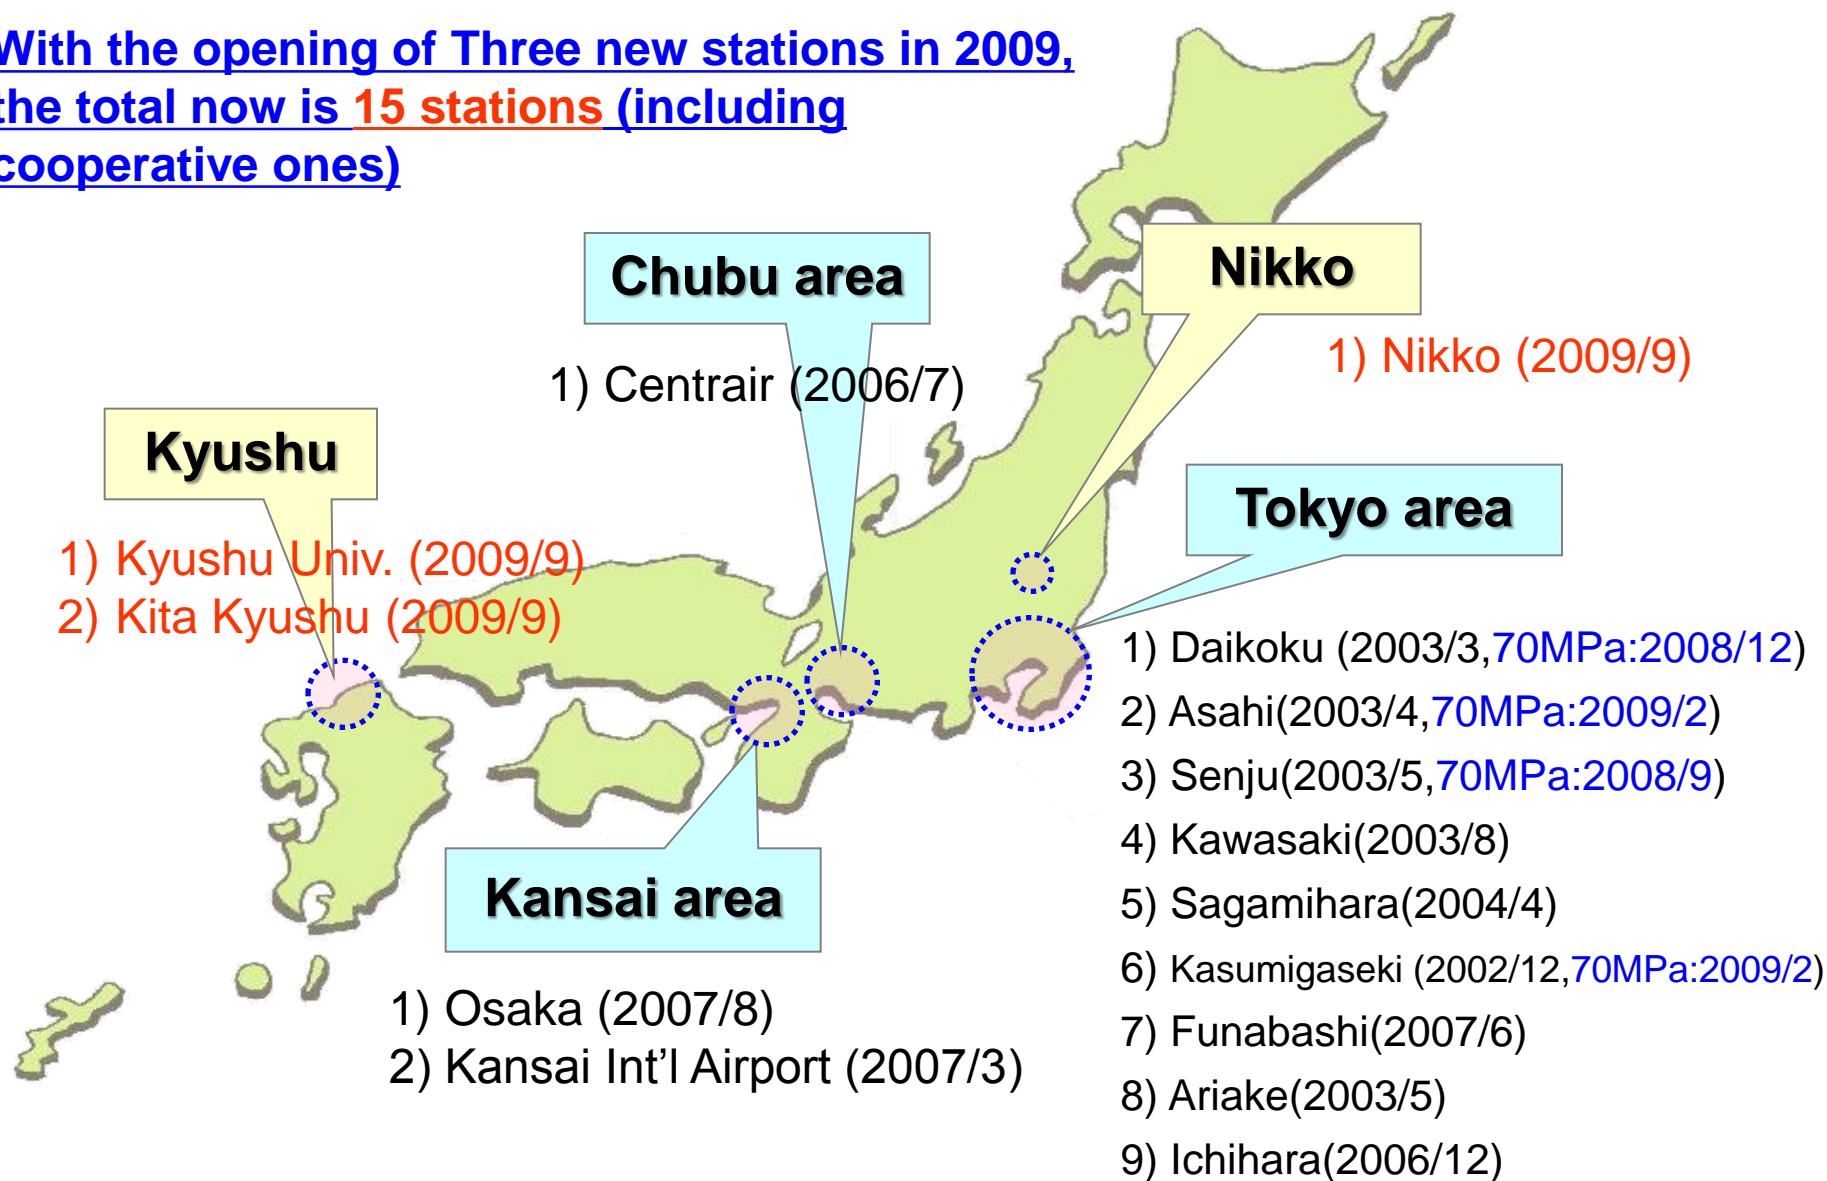 With the opening of Three new stations in 2009,
the total now is 15 stations (including
cooperative ones)
Chubu area
1) Centrair (2006/7)
Nikko
1) Nikko (2009/9)
Kyushu
1) Kyushu Univ. (2009/9)
2) Kita Kyushu (2009/9)
Tokyo area
1) Daikoku (2003/3,70MPa:2008/12)
2) Asahi(2003/4,70MPa:2009/2)
3) Senju(2003/5,70MPa:2008/9)
4) Kawasaki(2003/8)
5) Sagamihara(2004/4)
6) Kasumigaseki (2002/12,70MPa:2009/2)
7) Funabashi(2007/6)
8) Ariake(2003/5)
9) Ichihara(2006/12)
Kansai area
1) Osaka (2007/8)
2) Kansai Int’l Airport (2007/3)